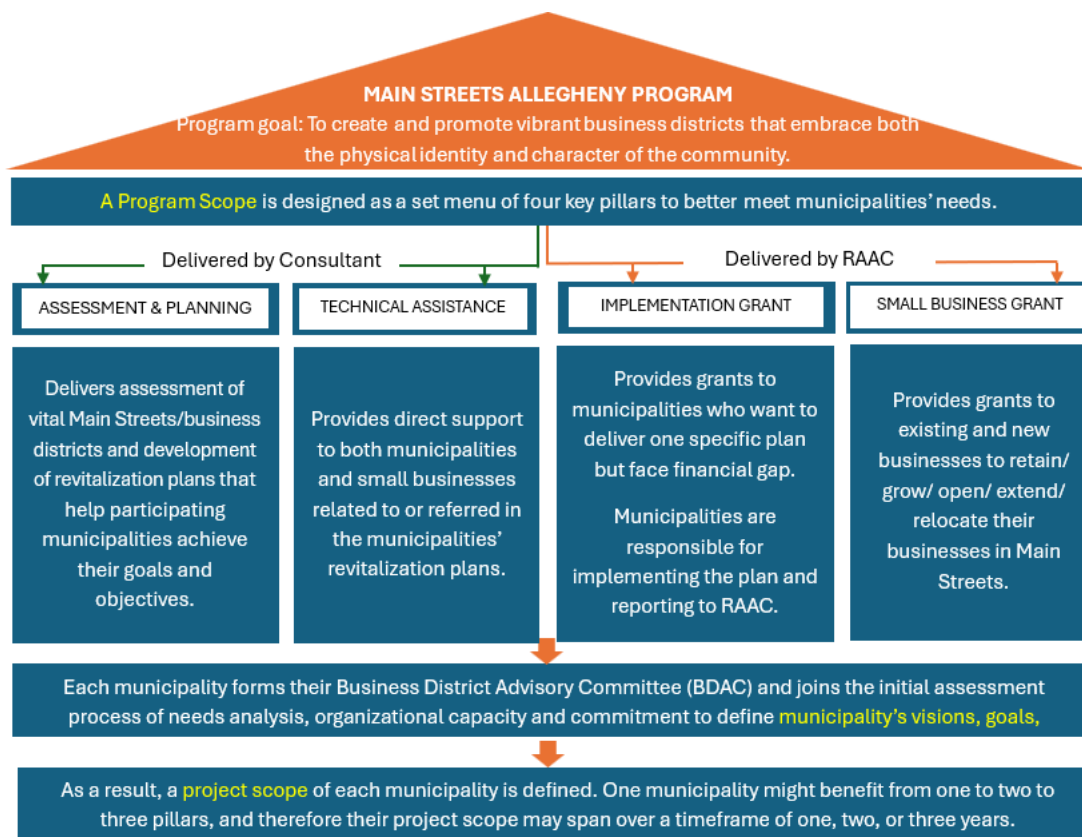 MAIN STREETS ALLEGHENY PROGRAM
Program goal: To create and promote vibrant business districts that embrace both
the physical identity and character of the community.
A Program Scope is designed as a set menu of four key pillars to better meet municipalities' needs.
Delivered by Consultant
Delivered by RAAC
ASSESSMENT & PLANNING
TECHNICAL ASSISTANCE
IMPLEMENTATION GRANT
SMALL BUSINESS GRANT
Delivers assessment of
vital Main Streets/business
districts and development
of revitalization plans that
help participating
municipalities achieve
their goals and
objectives.
Provides direct support
to both municipalities
and small businesses
related to or referred in
the municipalities'
revitalization plans.
Provides grants to
municipalities who want to
deliver one specific plan
but face financial gap.
Municipalities are
responsible for
implementing the plan and
reporting to RAAC.
Provides grants to
existing and new
businesses to retain/
grow/ open/ extend/
relocate their
businesses in Main
Streets.
Each municipality forms their Business District Advisory Committee (BDAC) and joins the initial assessment
process of needs analysis, organizational capacity and commitment to define municipality's visions, goals,
As a result, a project scope of each municipality is defined. One municipality might benefit from one to two to
three pillars, and therefore their project scope may span over a timeframe of one, two, or three years.